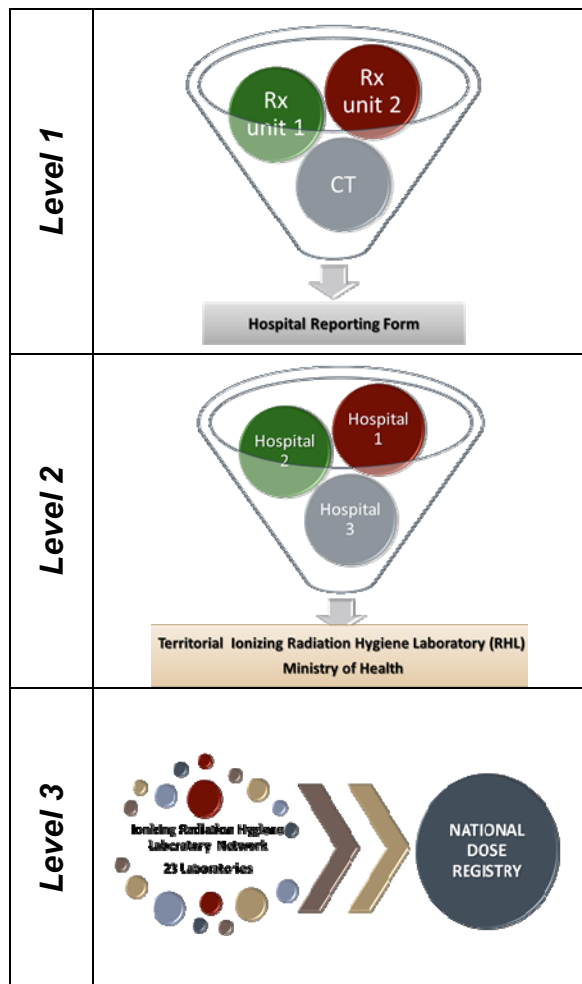 Level 1
Rx
unit 1
Rx
unit 2
CT
Hospital Reporting Form
Level 2
Hospital
2
Hospital
1
Hospital
3
Territorial Ionizing Radiation Hygiene Laboratory (RHL)
Ministry of Health
Level 3
Ionizing Radiation Hygiene
Laboratory Network
23 Laboratories
NATIONAL
DOSE
REGISTRY